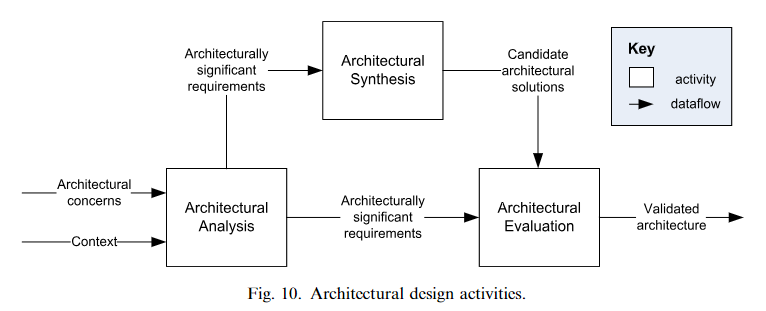 Architecturally
significant
requirements
Architectural
Synthesis
Candidate
architectural
solutions
Key
activity
dataflow
Architectural
concerns
Context
Architectural
Analysis
Architecturally
significant
requirements
Architectural
Evaluation
Validated
architecture
Fig. 10. Architectural design activities.